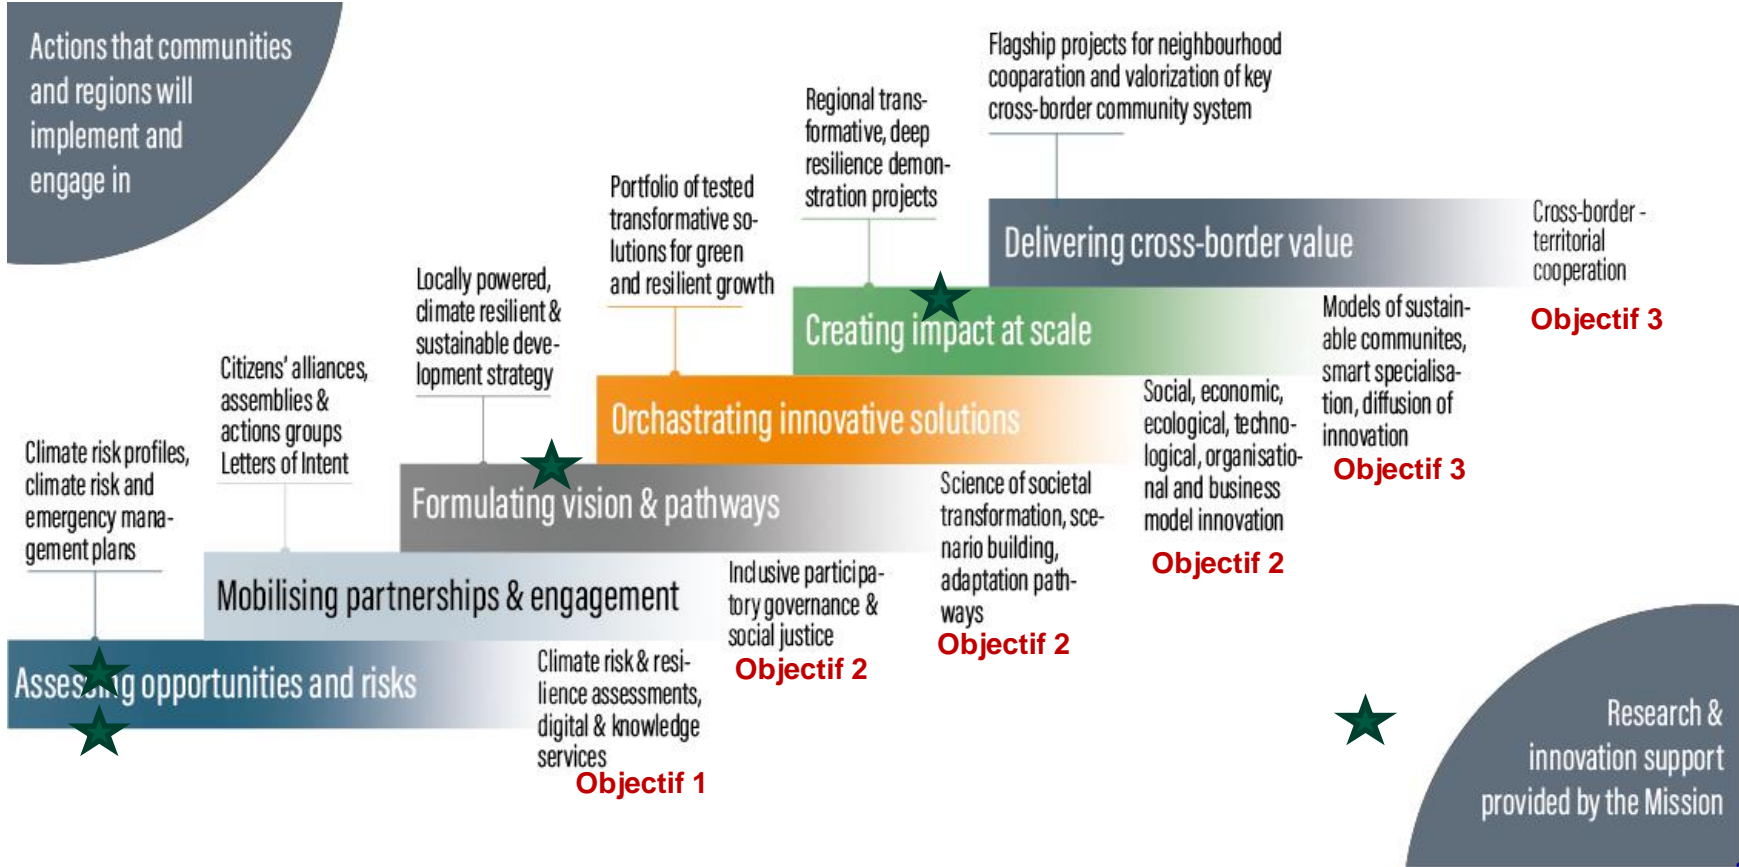 Actions that communities
and regions will
implement and
engage in
Flagship projects for neighbourhood
cooparation and valorization of key
cross-border community system
Regional trans-
formative, deep
resilience demon-
stration projects
Portfolio of tested
transformative so-
lutions for green
and resilient growth
Locally powered,
climate resilient &
sustainable deve-
lopment strategy
Citizens' alliances,
assemblies &
actions groups
Letters of Intent
Climate risk profiles,
climate risk and
emergency mana-
gement plans
Delivering cross-border value
Cross-border -
territorial
cooperation
Objectif 3
Creating impact at scale
Models of sustain-
able communites,
smart specialisa-
tion, diffusion of
innovation
Objectif 3
Orchastrating innovative solutions
Social, economic,
ecological, techno-
logical, organisatio-
nal and business
model innovation
Objectif 2
Formulating vision & pathways
Science of societal
transformation, sce-
nario building,
adaptation path-
ways
Objectif 2
Mobilising partnerships & engagement
Inclusive participa-
tory governance &
social justice
Objectif 2
Assessing opportunities and risks
Climate risk & resi-
lience assessments,
digital & knowledge
services
Objectif 1
Research &
innovation support
provided by the Mission